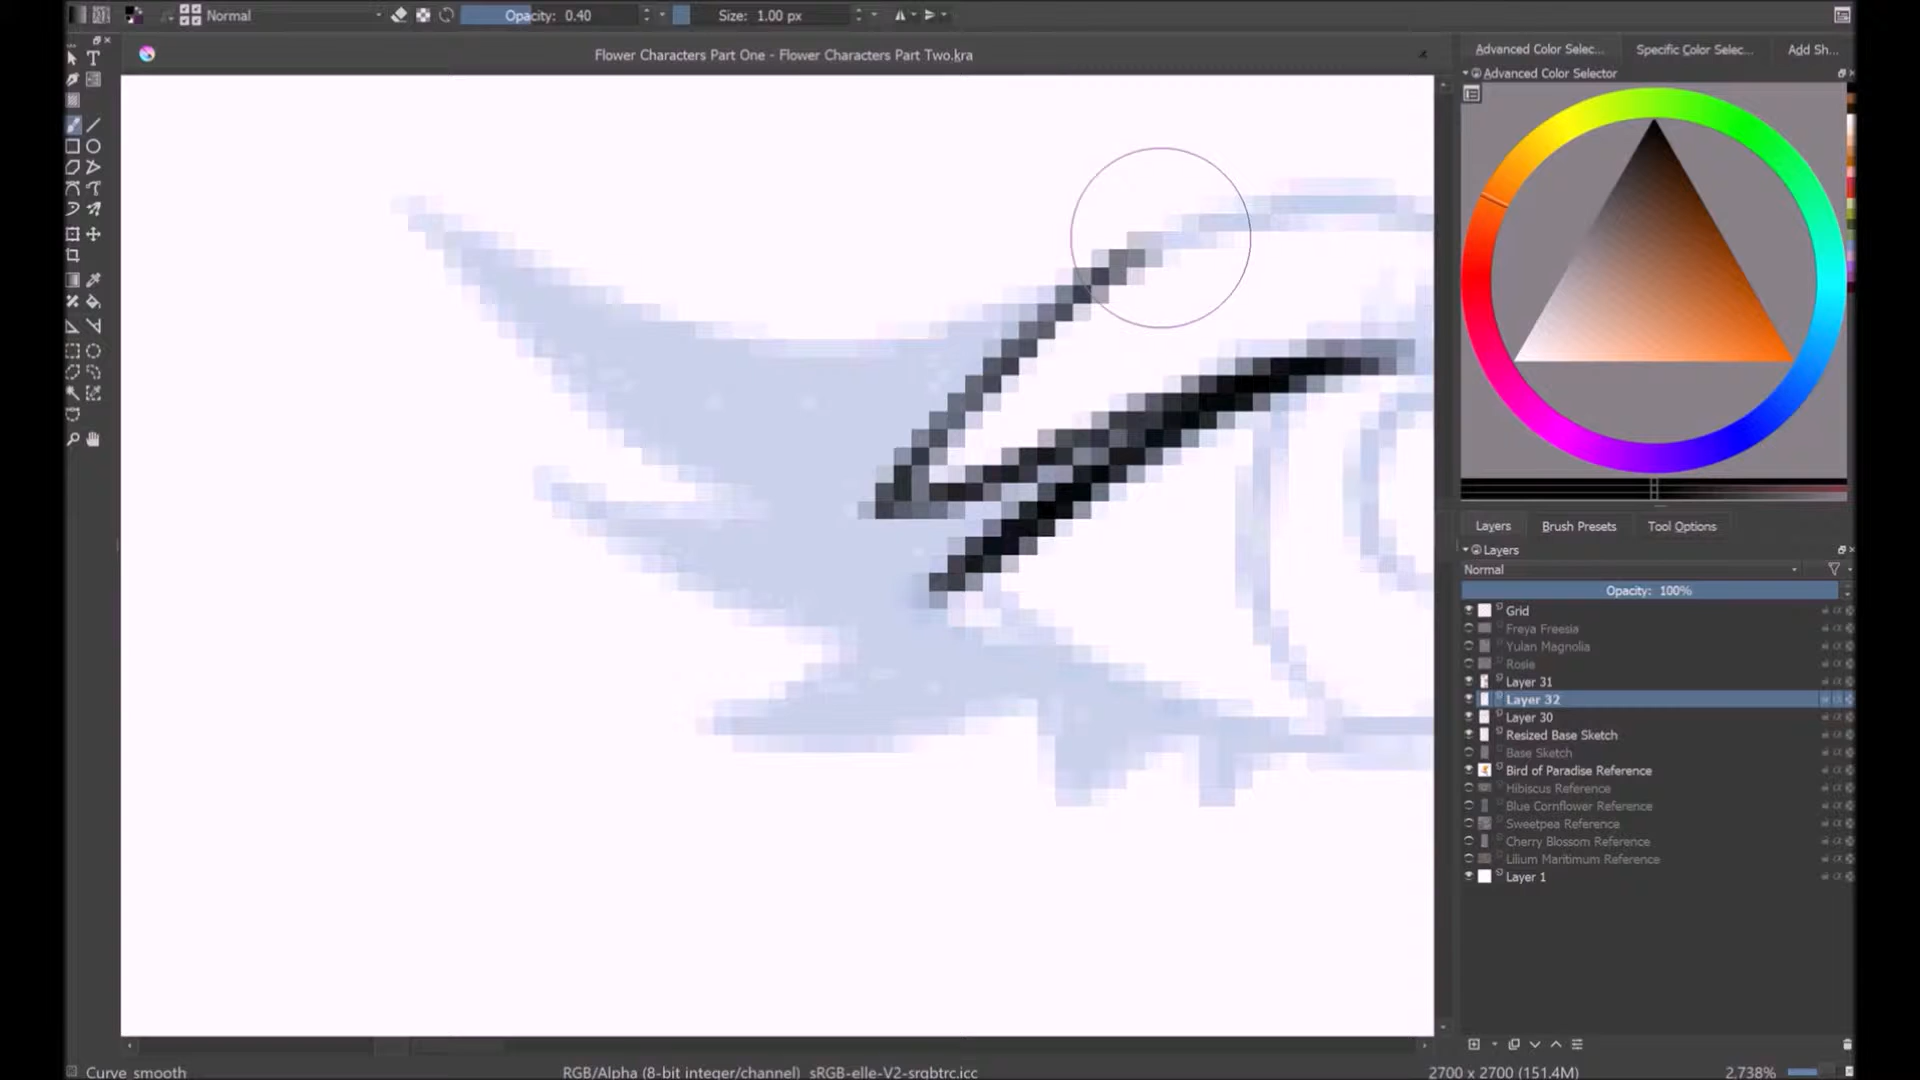 Normal
Opacity: 0.40
Size: 1.00 px
Flower Characters Part One - Flower Characters Part Two.kra
Advanced Color Selec...
Specific Color Selec...
Add Sh...
Advanced Color Selector
Layers
Brush Presets
Tool Options
Layers
Normal
Opacity: 100%
Grid
Freya Freesia
Yulan Magnolia
Rosie
Layer 31
Layer 32
Layer 30
Resized Base Sketch
Base Sketch
Bird of Paradise Reference
Hibiscus Reference
Blue Cornflower Reference
Sweetpea Reference
Cherry Blossom Reference
Lilium Maritimum Reference
Layer 1
Curve_smooth
RGB/Alpha (8-bit integer/channel) sRGB-elle-V2-srgbtrc.icc
2700 x 2700 (151.4M)
2.738%